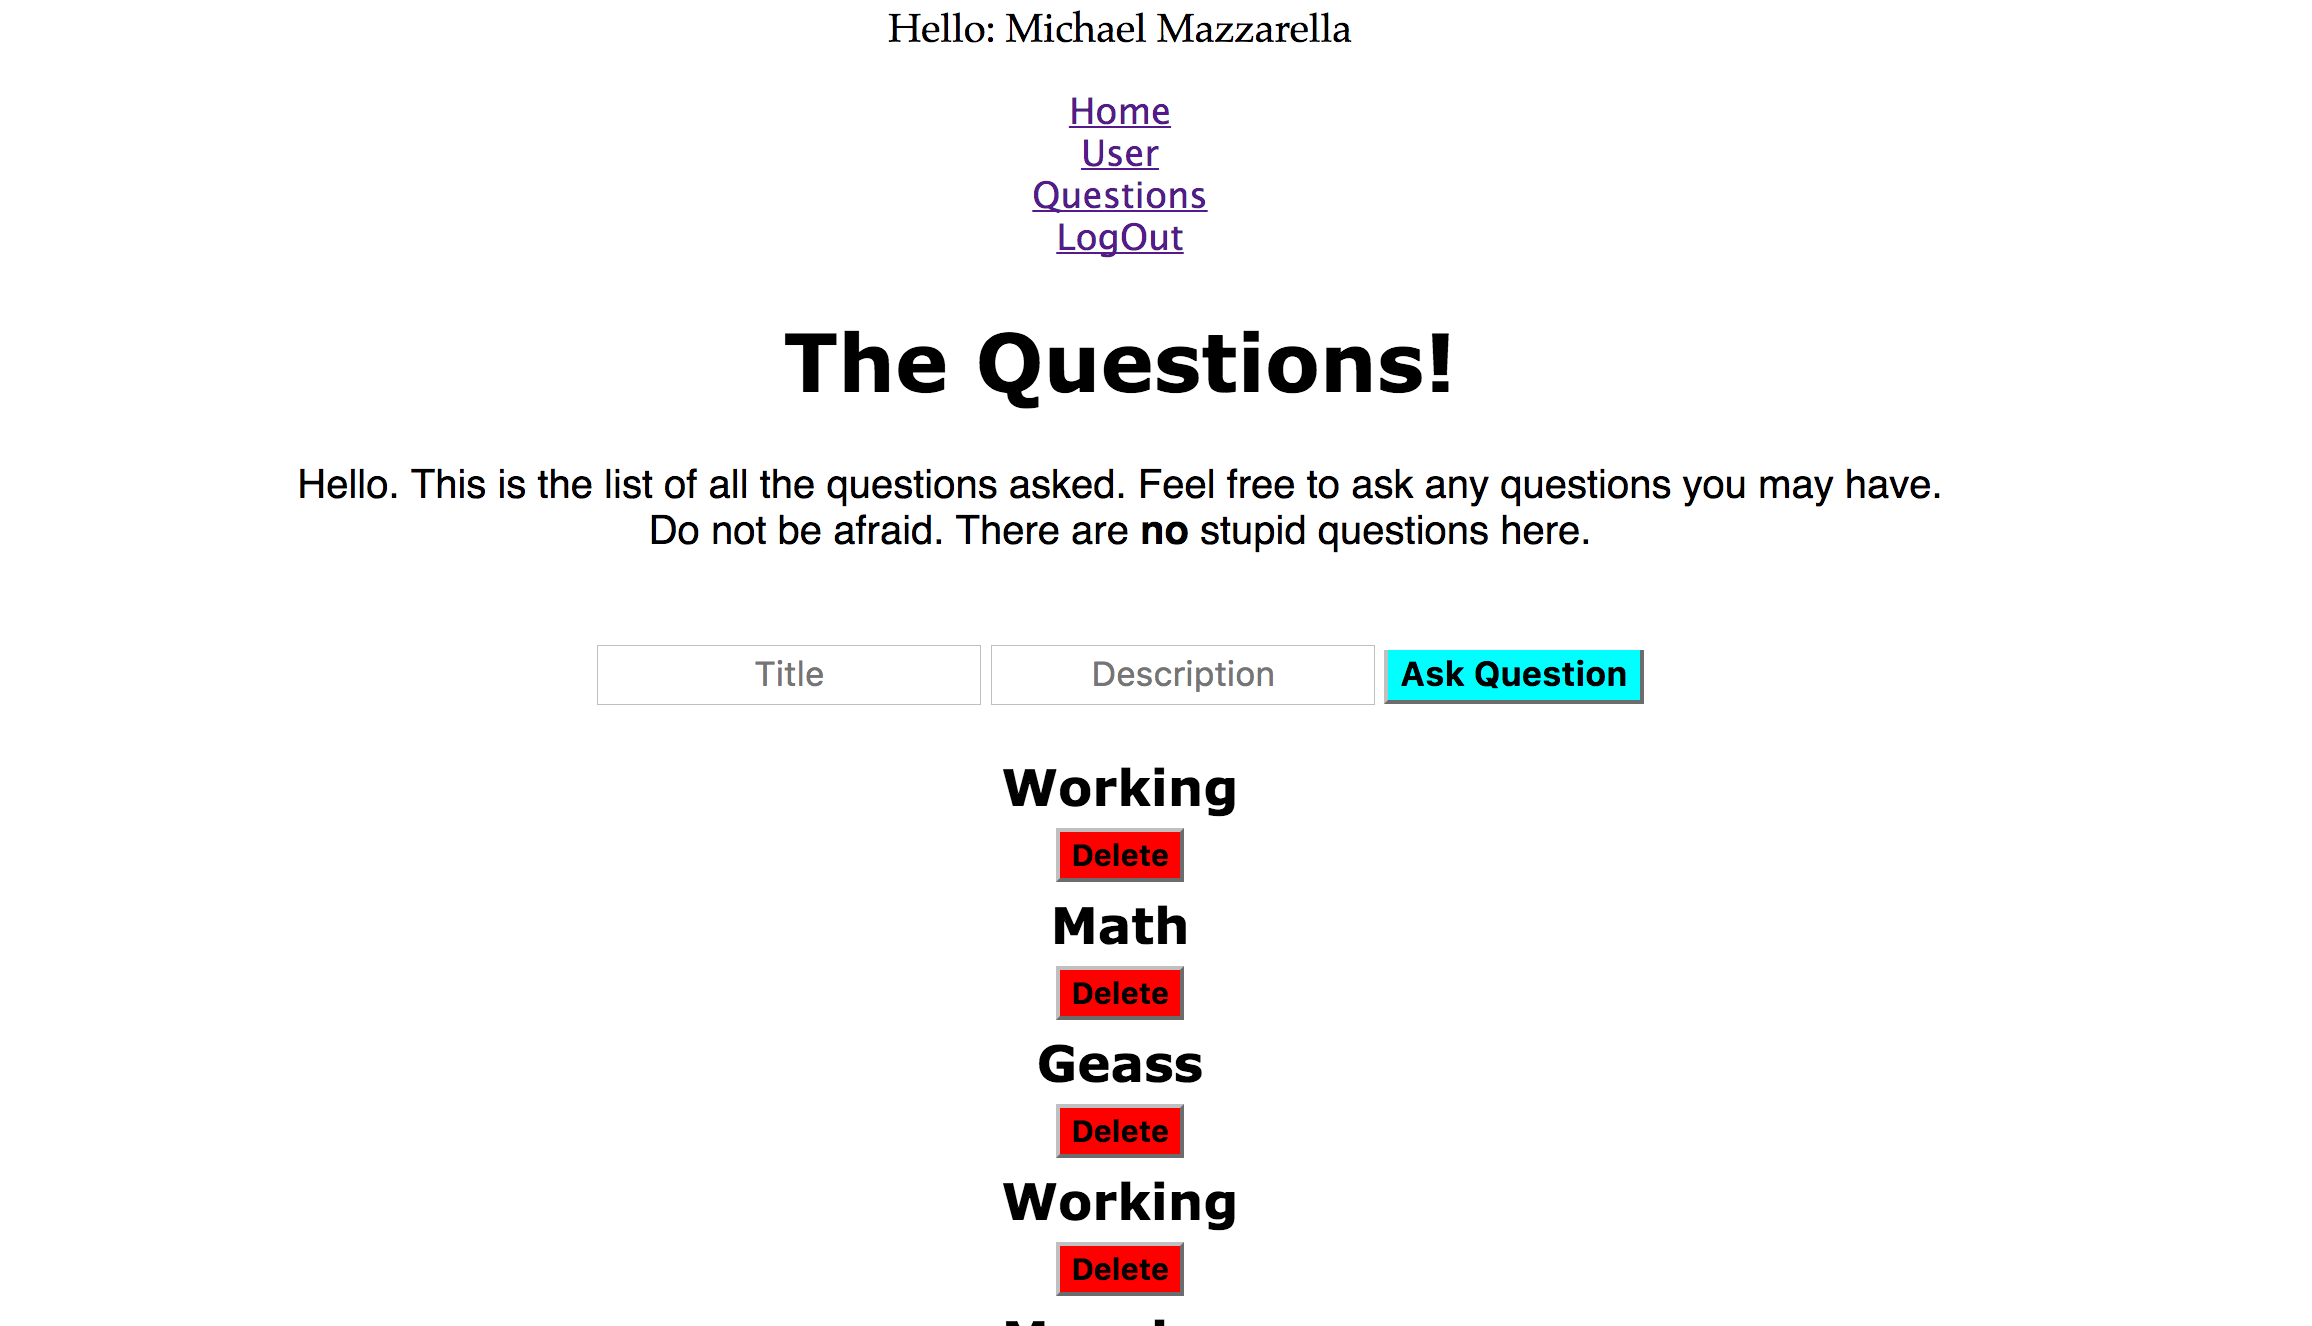 Hello: Michael Mazzarella
Home
User
Questions
LogOut
The Questions!
Hello. This is the list of all the questions asked. Feel free to ask any questions you may have.
Do not be afraid. There are no stupid questions here.
Title Description Ask Question
Working
Delete
Math
Delete
Geass
Delete
Working
Delete